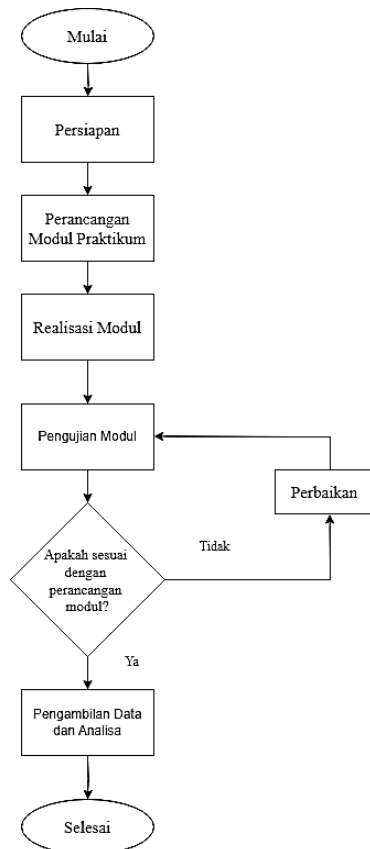 Mulai
Persiapan
Perancangan
Modul Praktikum
Realisasi Modul
Pengujian Modul
Perbaikan
Tidak
Apakah sesuai
dengan
perancangan
modul?
Ya
Pengambilan Data
dan Analisa
Selesai